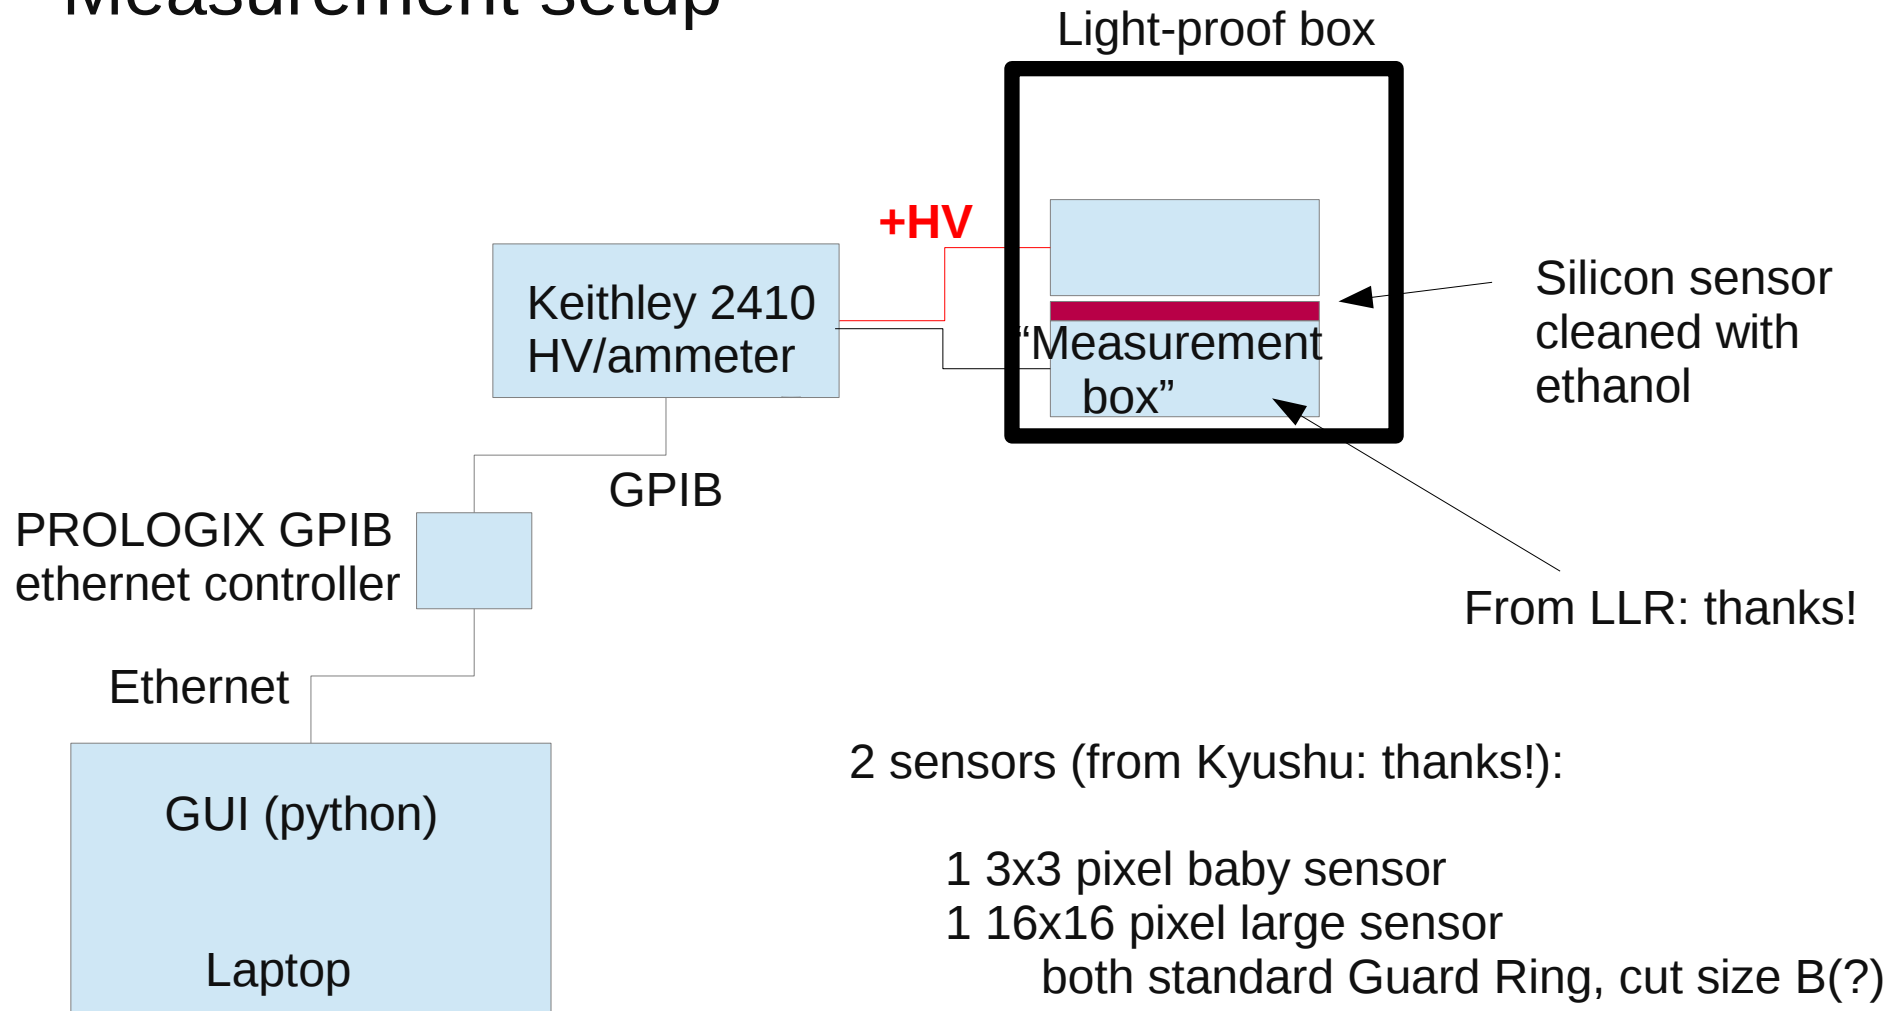 Measurement setup
Light-proof box
+HV
Keithley 2410
HV/ammeter
“Measurement
box”
Silicon sensor
cleaned with
ethanol
GPIB
PROLOGIX GPIB
ethernet controller
From LLR: thanks!
Ethernet
GUI (python)
Laptop
2 sensors (from Kyushu: thanks!):
1 3x3 pixel baby sensor
1 16x16 pixel large sensor
both standard Guard Ring, cut size B(?)